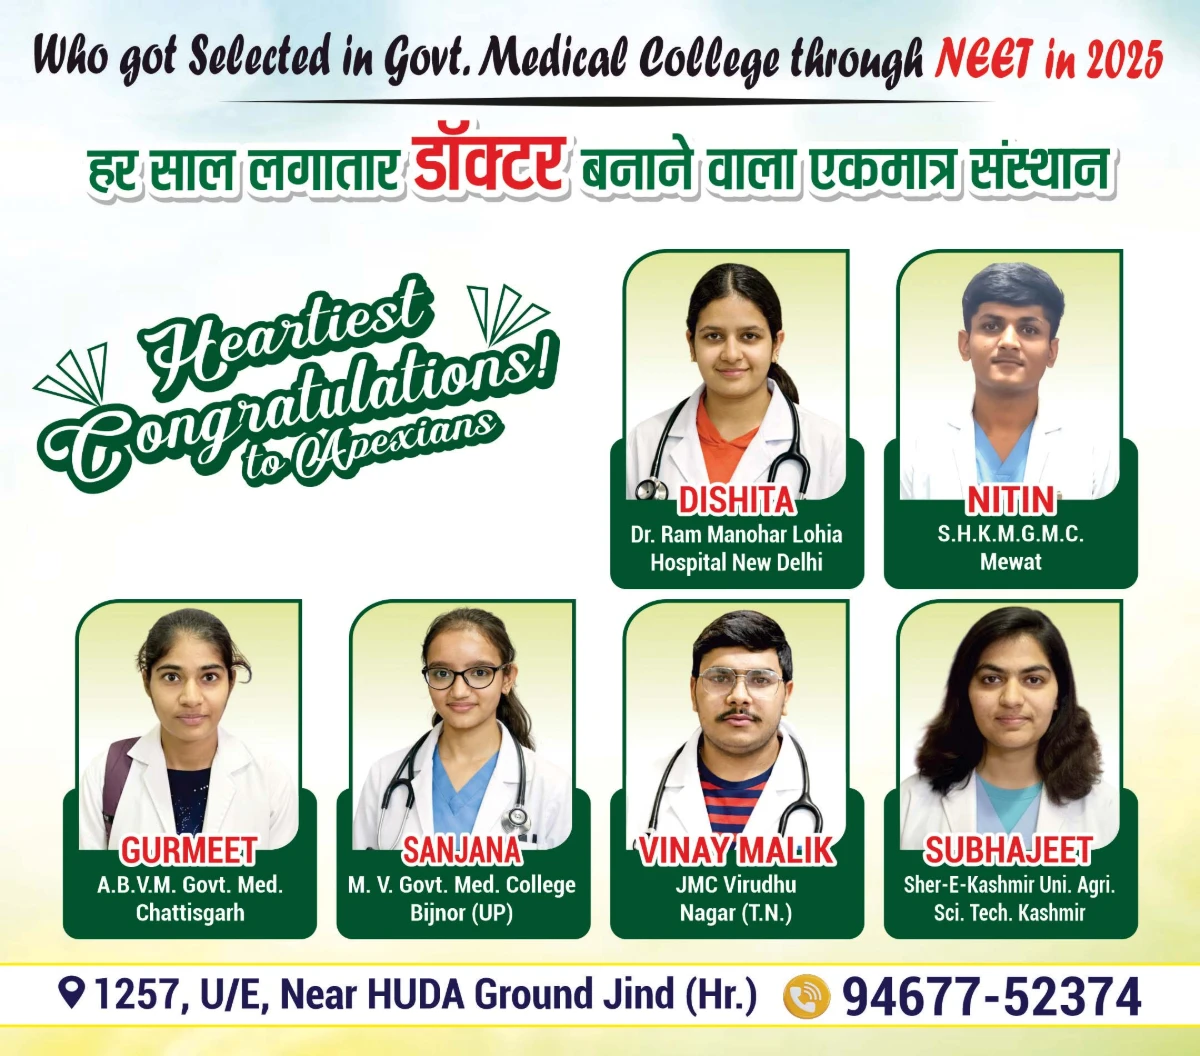 Who got Selected in Govt. Medical College through NEET in 2025
हर साल लगातार डॉक्टर बनाने वाला एकमात्र संस्थान
Heartiest
Congratulations!
to Apexians
DISHITA
Dr. Ram Manohar Lohia
Hospital New Delhi
NITIN
S.H.K.M.G.M.C.
Mewat
GURMEET
A.B.V.M. Govt. Med.
Chattisgarh
SANJANA
M. V. Govt. Med. College
Bijnor (UP)
VINAY MALIK
JMC Virudhu
Nagar (T.N.)
SUBHAJEET
Sher-E-Kashmir Uni. Agri.
Sci. Tech. Kashmir
1257, U/E, Near HUDA Ground Jind (Hr.) 94677-52374